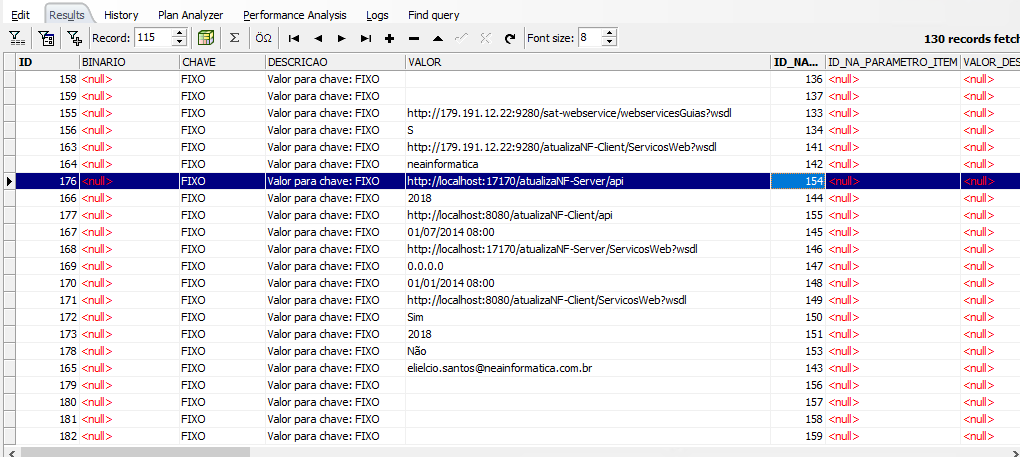 Edit Results History Plan Analyzer Performance Analysis Logs Find query
Record: 115 Σ ÖΩ Font size: 8 130 records fetch
ID BINARIO CHAVE DESCRICAO VALOR ID_NA... ID_NA_PARAMETRO_ITEM VALOR_DES
158 <null> FIXO Valor para chave: FIXO 136 <null> <null>
159 <null> FIXO Valor para chave: FIXO 137 <null> <null>
155 <null> FIXO Valor para chave: FIXO http://179.191.12.22:9280/sat-webservice/webservicesGuias?wsdl 133 <null> <null>
156 <null> FIXO Valor para chave: FIXO S 134 <null> <null>
163 <null> FIXO Valor para chave: FIXO http://179.191.12.22:9280/atualizaNF-Client/ServicosWeb?wsdl 141 <null> <null>
164 <null> FIXO Valor para chave: FIXO neainformatica 142 <null> <null>
176 <null> FIXO Valor para chave: FIXO http://localhost:17170/atualizaNF-Server/api 154 <null> <null>
166 <null> FIXO Valor para chave: FIXO 2018 144 <null> <null>
177 <null> FIXO Valor para chave: FIXO http://localhost:8080/atualizaNF-Client/api 155 <null> <null>
167 <null> FIXO Valor para chave: FIXO 01/07/2014 08:00 145 <null> <null>
168 <null> FIXO Valor para chave: FIXO http://localhost:17170/atualizaNF-Server/ServicosWeb?wsdl 146 <null> <null>
169 <null> FIXO Valor para chave: FIXO 0.0.0.0 147 <null> <null>
170 <null> FIXO Valor para chave: FIXO 01/01/2014 08:00 148 <null> <null>
171 <null> FIXO Valor para chave: FIXO http://localhost:8080/atualizaNF-Client/ServicosWeb?wsdl 149 <null> <null>
172 <null> FIXO Valor para chave: FIXO Sim 150 <null> <null>
173 <null> FIXO Valor para chave: FIXO 2018 151 <null> <null>
178 <null> FIXO Valor para chave: FIXO Não 153 <null> <null>
165 <null> FIXO Valor para chave: FIXO elielcio.santos@neainformatica.com.br 143 <null> <null>
179 <null> FIXO Valor para chave: FIXO 156 <null> <null>
180 <null> FIXO Valor para chave: FIXO 157 <null> <null>
181 <null> FIXO Valor para chave: FIXO 158 <null> <null>
182 <null> FIXO Valor para chave: FIXO 159 <null> <null>